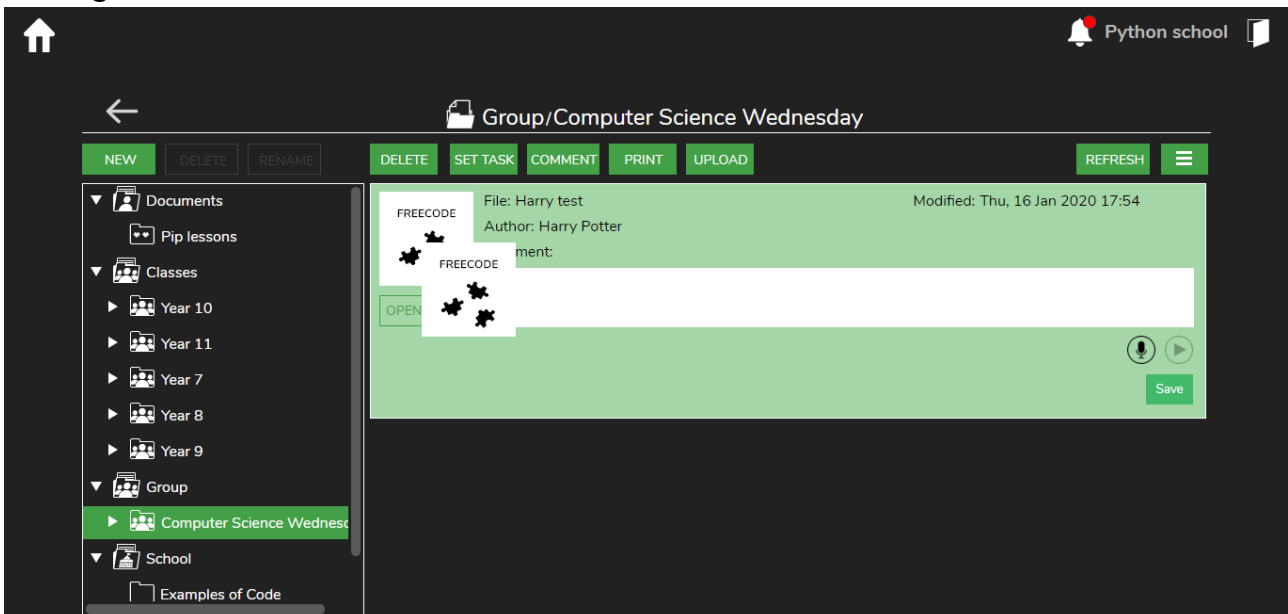 Python school
Group/Computer Science Wednesday
NEW DELETE RENAME DELETE SET TASK COMMENT PRINT UPLOAD REFRESH
Documents
Pip lessons
Classes
Year 10
Year 11
Year 7
Year 8
Year 9
Group
Computer Science Wednesd
School
Examples of Code
FREECODE
File: Harry test
Modified: Thu, 16 Jan 2020 17:54
Author: Harry Potter
ment:
FREECODE
OPEN
Save